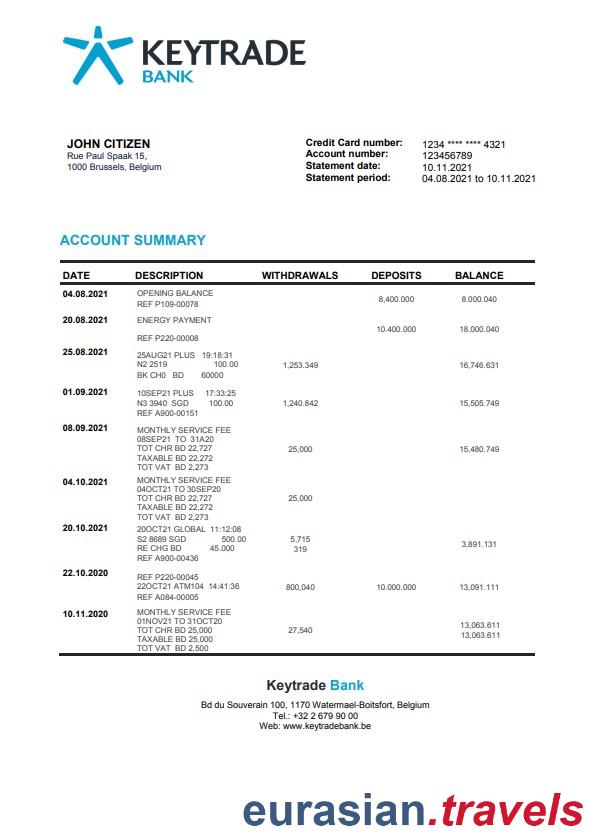 KEYTRADE
BANK
JOHN CITIZEN
Rue Paul Spaak 15,
1000 Brussels, Belgium
Credit Card number: 1234 **** **** 4321
Account number: 123456789
Statement date: 10.11.2021
Statement period: 04.08.2021 to 10.11.2021
ACCOUNT SUMMARY
DATE DESCRIPTION WITHDRAWALS DEPOSITS BALANCE
04.08.2021 OPENING BALANCE
8,400.000 8.000.040
REF P109-00078
20.08.2021 ENERGY PAYMENT
10.400.000 18.000.040
REF P220-00008
25.08.2021 25AUG21 PLUS 19:18:31
N2 2519 100.00 1,253.349 16,746.631
BK CH0 BD 60000
01.09.2021 10SEP21 PLUS 17:33:25
N3 3940 SGD 100.00 1,240.842 15,505.749
REF A900-00151
08.09.2021 MONTHLY SERVICE FEE
08SEP21 TO 31A20
TOT CHR BD 22,727 25,000 15,480.749
TAXABLE BD 22,272
TOT VAT BD 2,273
04.10.2021 MONTHLY SERVICE FEE
04OCT21 TO 30SEP20
TOT CHR BD 22,727 25,000
TAXABLE BD 22,272
TOT VAT BD 2,273
20.10.2021 20OCT21 GLOBAL 11:12:08
S2 8689 SGD 500.00 5,715
RE CHG BD 45.000 319 3,891.131
REF A900-00436
22.10.2020 REF P220-00045
22OCT21 ATM104 14:41:36 800,040 10.000.000 13,091.111
REF A084-00005
10.11.2020 MONTHLY SERVICE FEE
01NOV21 TO 31OCT20 13,063.611
TOT CHR BD 25,000 27,540 13,063.611
TAXABLE BD 25,000
TOT VAT BD 2,500
Keytrade Bank
Bd du Souverain 100, 1170 Watermael-Boitsfort, Belgium
Tel.: +32 2 679 90 00
Web: www.keytradebank.be
eurasian.travels